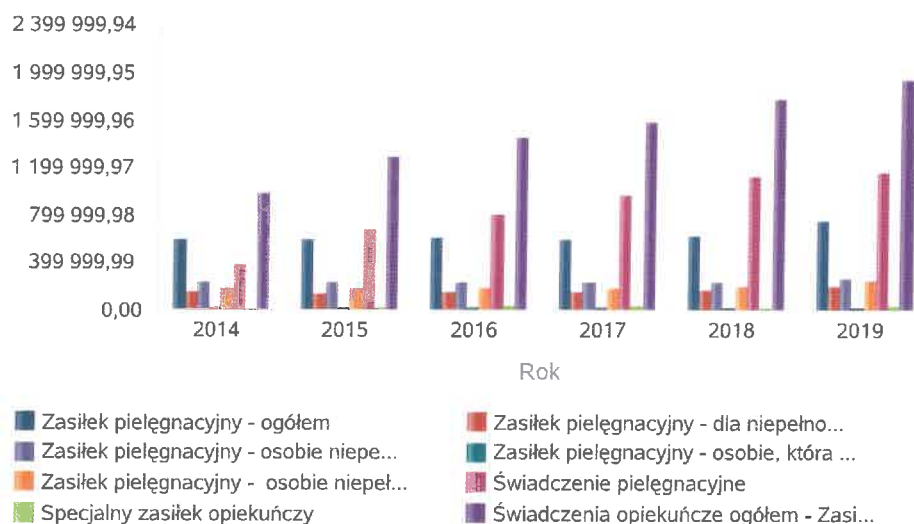 2 399 999,94
1 999 999,95
1 599 999,96
1 199 999,97
799 999,98
399 999,99
0,00
2014 2015 2016 2017 2018 2019
Rok
Zasiłek pielęgnacyjny - ogółem
Zasiłek pielęgnacyjny - dla niepełno...
Zasiłek pielęgnacyjny - osobie niepe...
Zasiłek pielęgnacyjny - osobie, która ...
Zasiłek pielęgnacyjny - osobie niepeł...
Świadczenie pielęgnacyjne
Specjalny zasiłek opiekuńczy
Świadczenia opiekuńcze ogółem - Zasi...